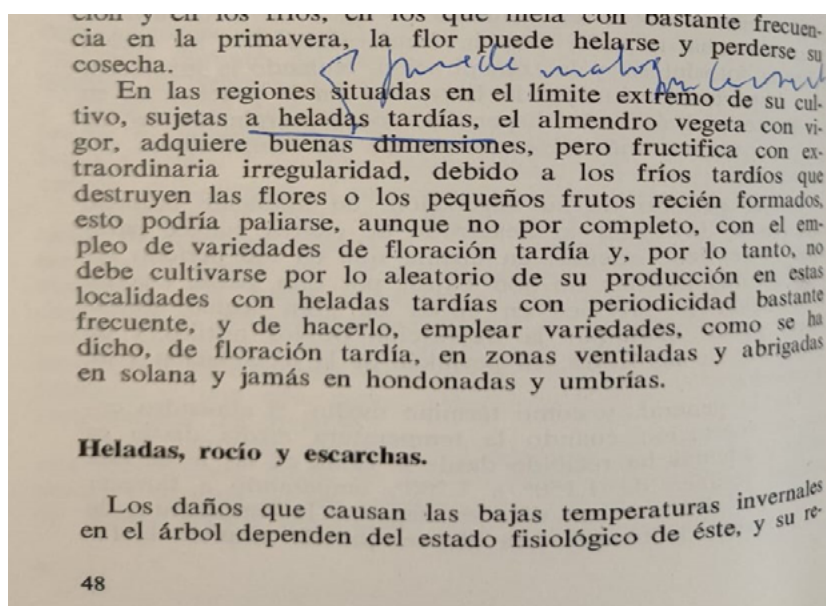 ción y en los fríos, en los que hiela con bastante frecuen-
cia en la primavera, la flor puede helarse y perderse su
cosecha.
puede
En las regiones situadas en el límite extremo de su cul-
tivo, sujetas a heladas tardías, el almendro vegeta con vi-
gor, adquiere buenas dimensiones, pero fructifica con ex-
traordinaria irregularidad, debido a los fríos tardíos que
destruyen las flores o los pequeños frutos recién formados,
esto podría paliarse, aunque no por completo, con el em-
pleo de variedades de floración tardía y, por lo tanto, no
debe cultivarse por lo aleatorio de su producción en estas
localidades con heladas tardías con periodicidad bastante
frecuente, y de hacerlo, emplear variedades, como se ha
dicho, de floración tardía, en zonas ventiladas y abrigadas
en solana y jamás en hondonadas y umbrías.
Heladas, rocío y escarchas.
Los daños que causan las bajas temperaturas invernales
en el árbol dependen del estado fisiológico de éste, y su re-
48